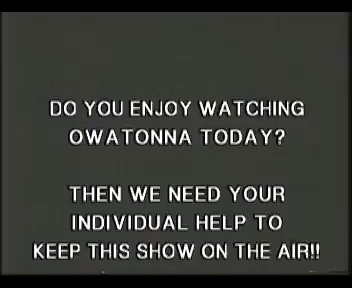 DO YOU ENJOY WATCHING
OWATONNA TODAY?
THEN WE NEED YOUR
INDIVIDUAL HELP TO
KEEP THIS SHOW ON THE AIR!!